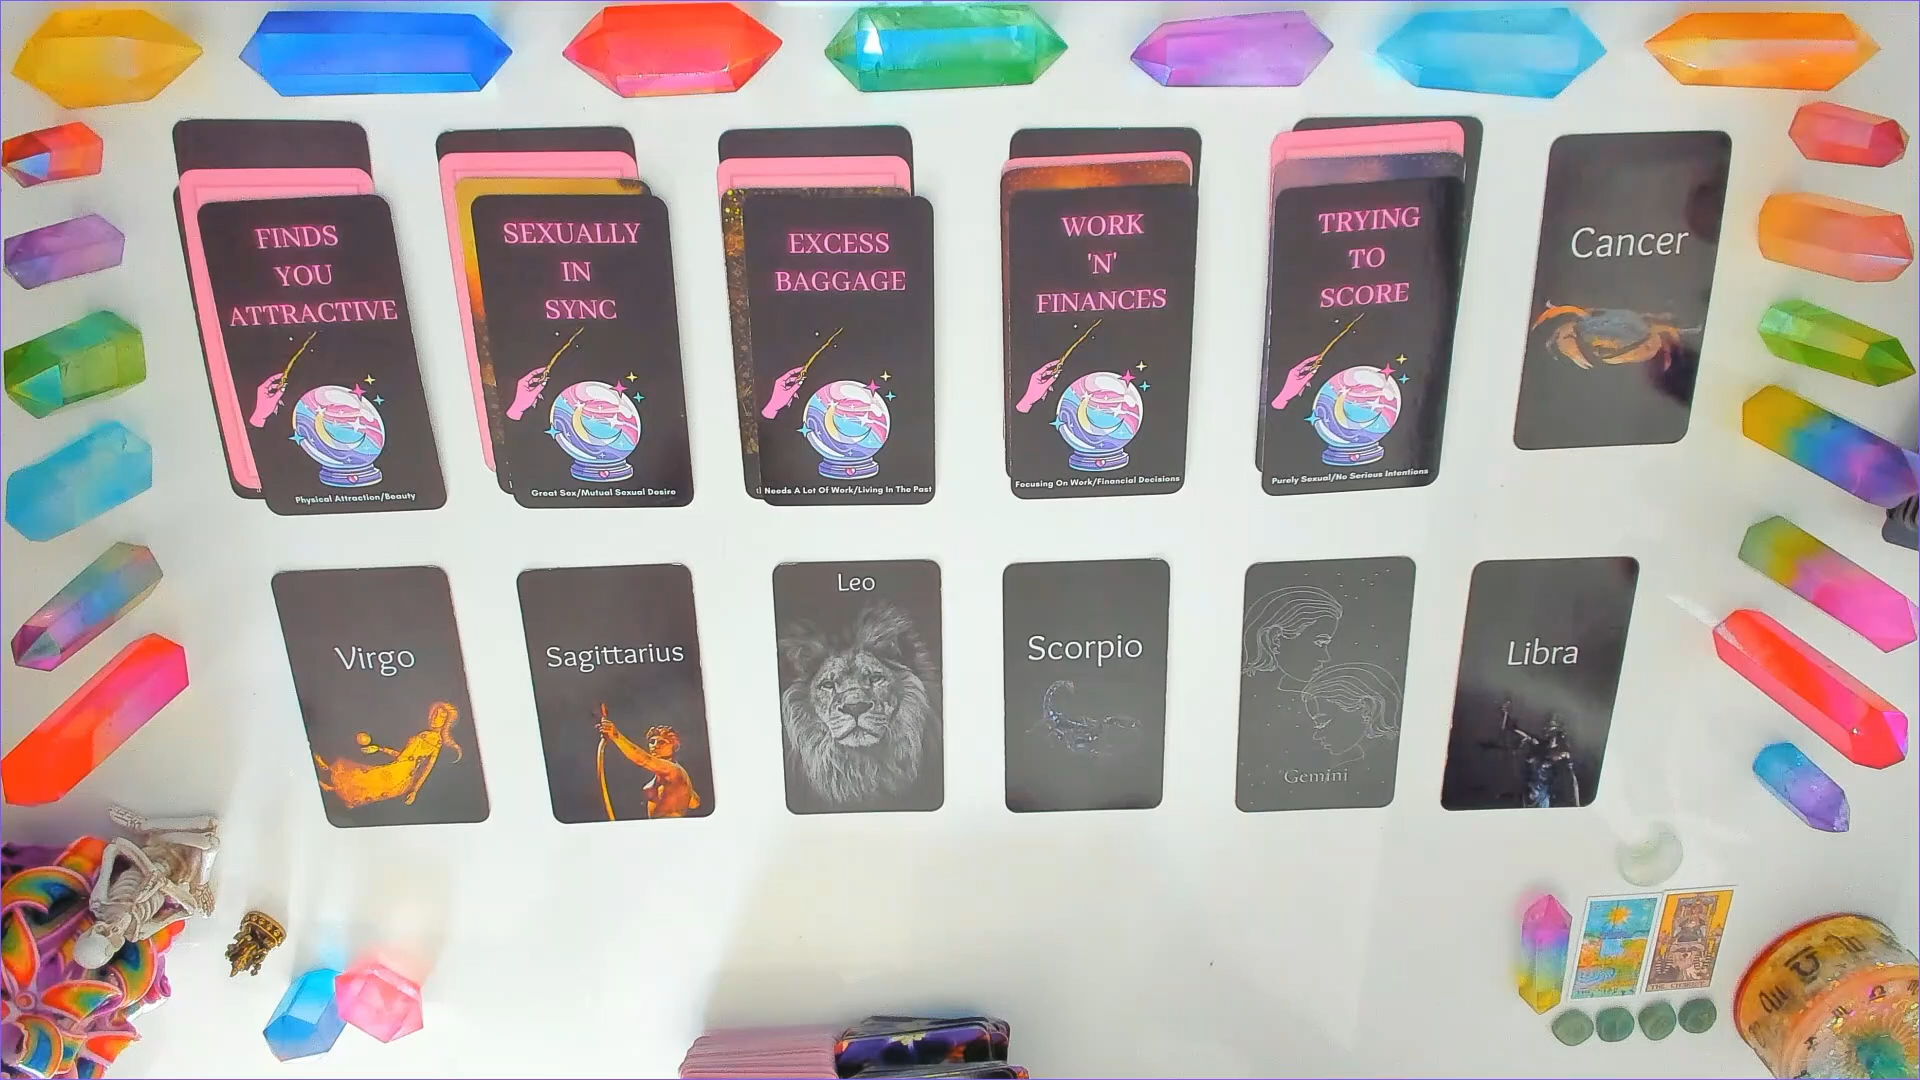 FINDS
YOU
ATTRACTIVE
Physical Attraction/Beauty
SEXUALLY
IN
SYNC
Great Sex/Mutual Sexual Desire
EXCESS
BAGGAGE
Needs A Lot Of Work/Living In The Past
WORK
'N'
FINANCES
Focusing On Work/Financial Decisions
TRYING
TO
SCORE
Purely Sexual/No Serious Intentions
Cancer
Virgo
Sagittarius
Leo
Scorpio
Gemini
Libra
THE CHARIOT